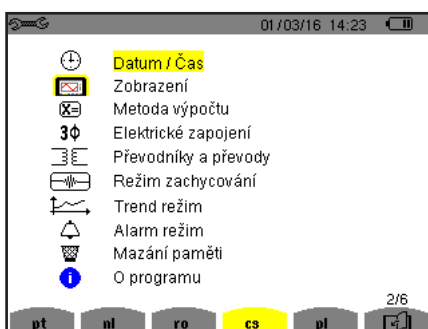 01/03/16 14:23
Datum / Čas
Zobrazení
X=
Metoda výpočtu
3ф
Elektrické zapojení
Převodníky a převody
Režim zachycování
Trend režim
Alarm režim
Mazání paměti
i
O programu
2/6
pt nl ro cs pl